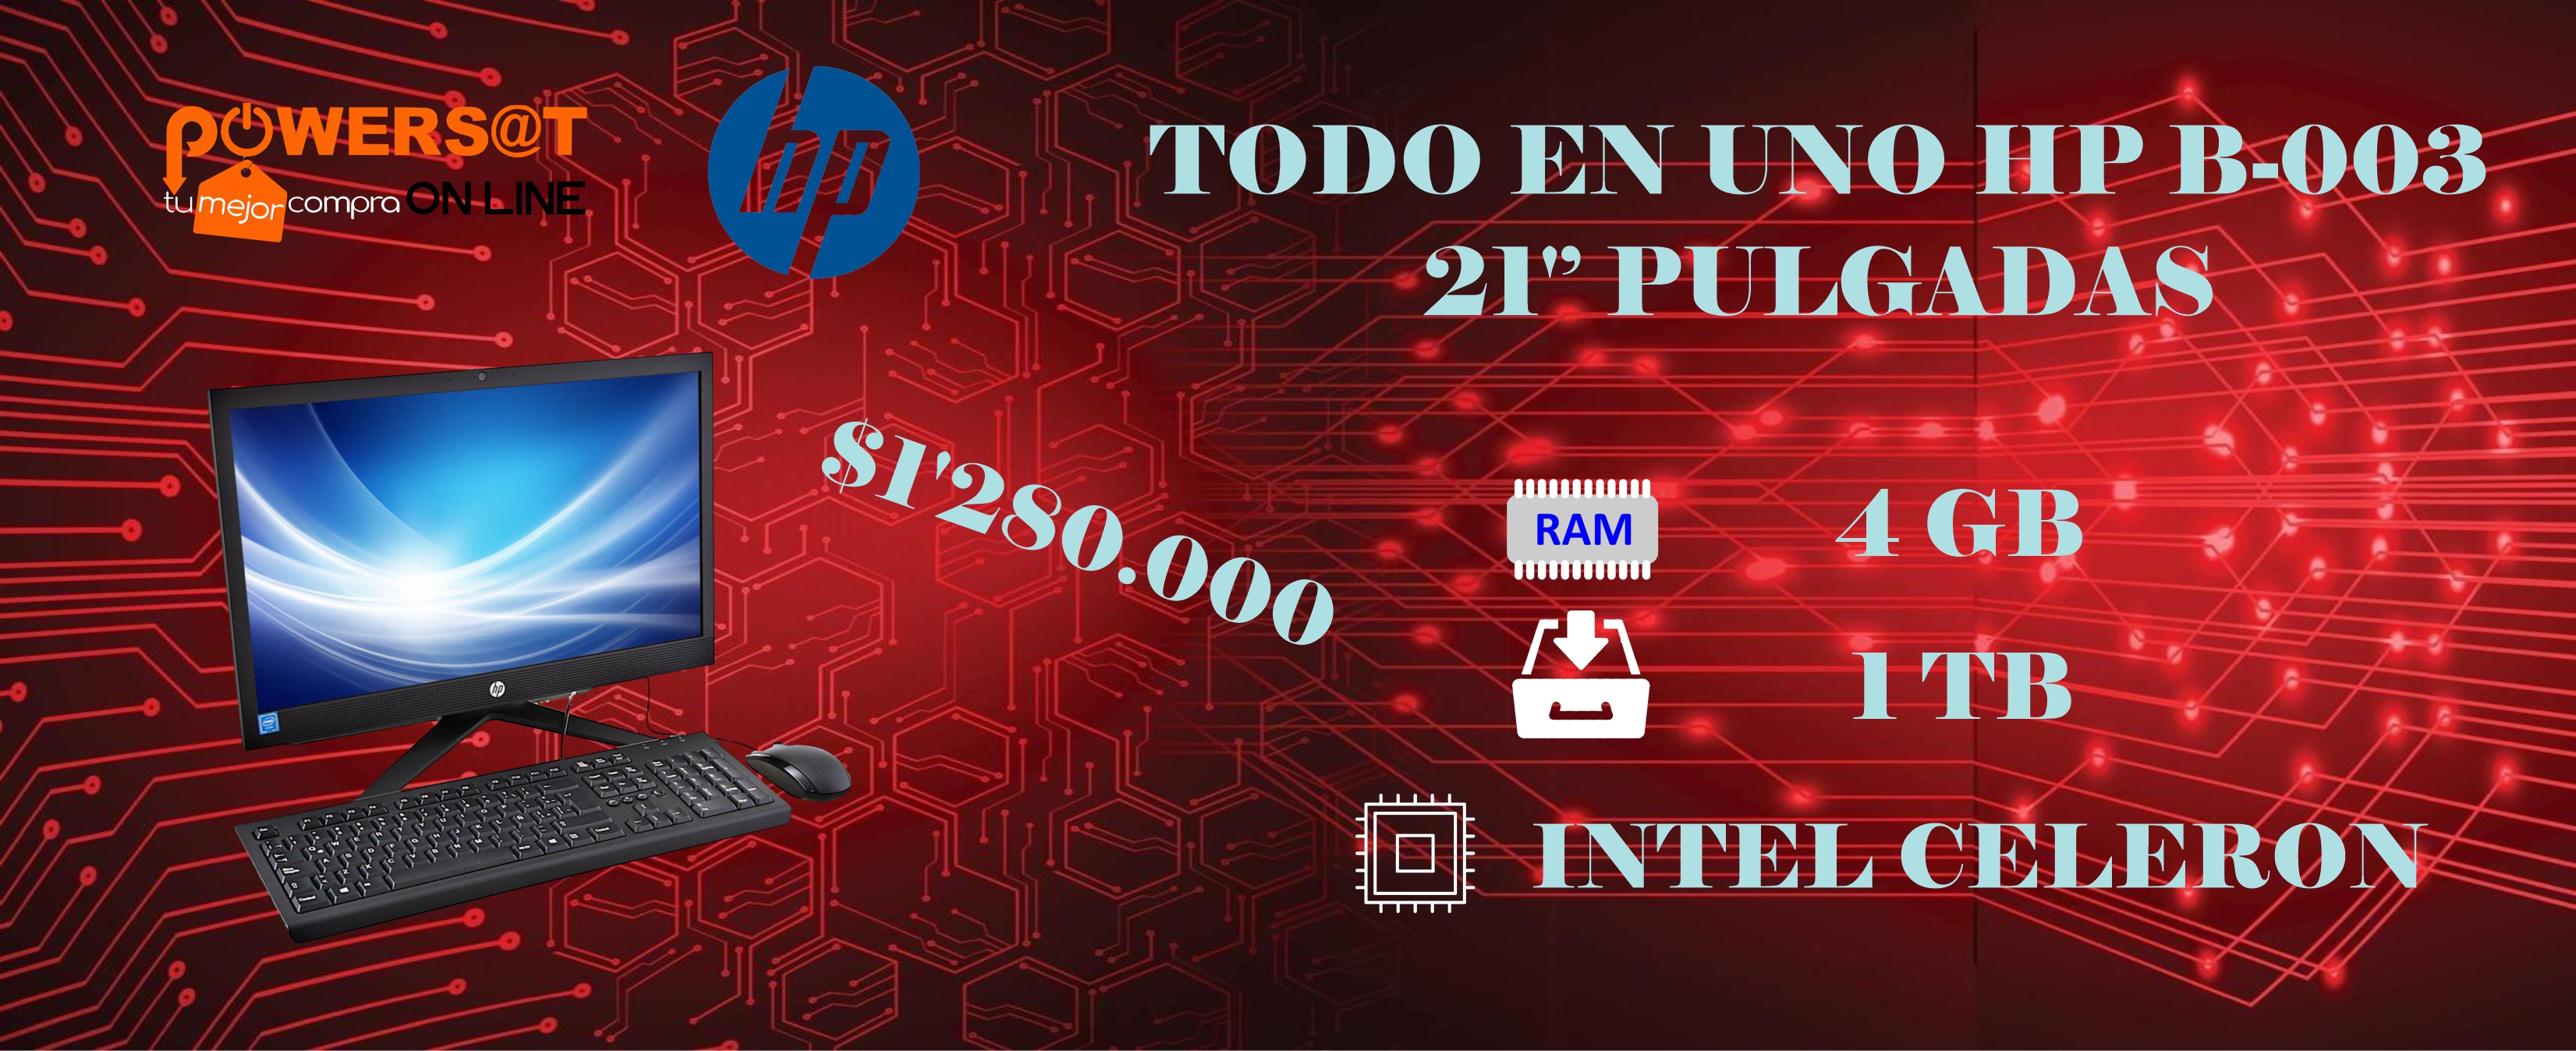 POWERS@T
tu mejor compra ON LINE
hp
TODO EN UNO HP B-003
21" PULGADAS
$1'280.000
RAM
4 GB
1 TB
INTEL CELERON
hp